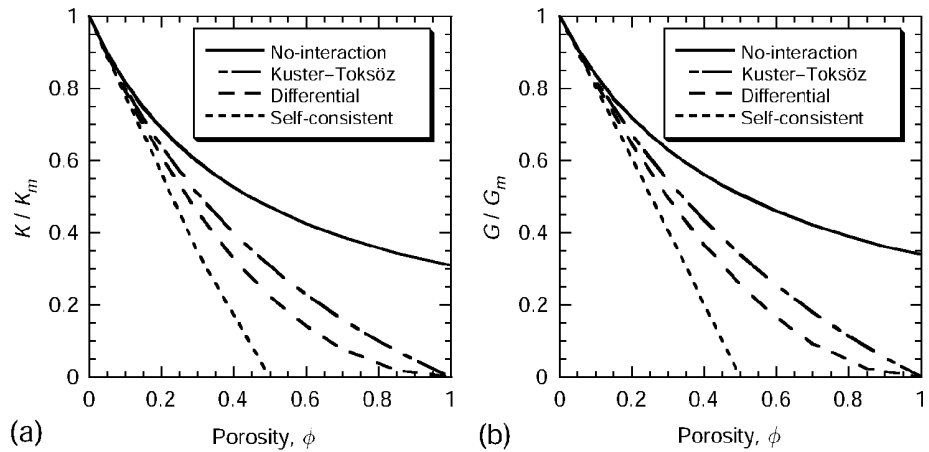 1
0.8
0.6
0.4
0.2
0
K / Km
No-interaction
Kuster–Toksöz
Differential
Self-consistent
0 0.2 0.4 0.6 0.8 1
Porosity, ϕ
(a)
1
0.8
0.6
0.4
0.2
0
G / Gm
No-interaction
Kuster–Toksöz
Differential
Self-consistent
0 0.2 0.4 0.6 0.8 1
Porosity, ϕ
(b)